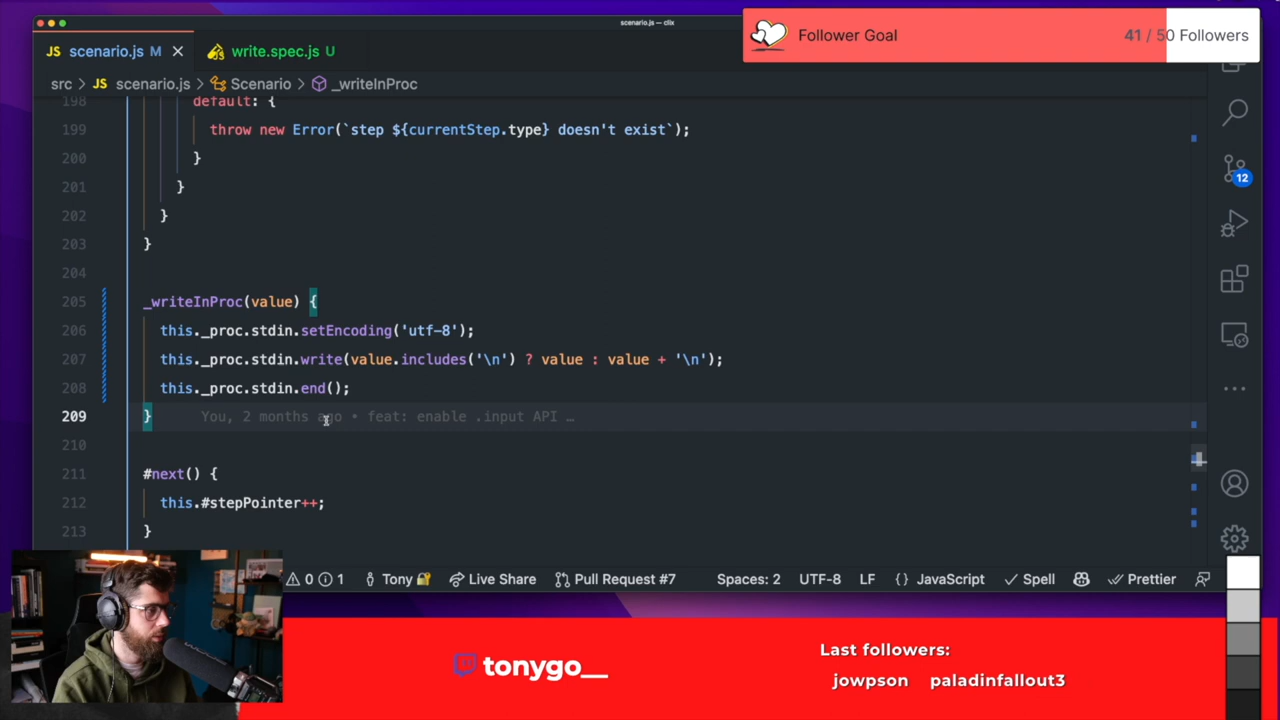 scenario.js — clix
Follower Goal 41 / 50 Followers
JS scenario.js M
write.spec.js U
src > JS scenario.js > Scenario > _writeInProc
198 default: {
199 throw new Error(`step ${currentStep.type} doesn't exist`);
200 }
201 }
202 }
203 }
204
205 _writeInProc(value) {
206 this._proc.stdin.setEncoding('utf-8');
207 this._proc.stdin.write(value.includes('\n') ? value : value + '\n');
208 this._proc.stdin.end();
209 } You, 2 months ago • feat: enable .input API …
210
211 #next() {
212 this.#stepPointer++;
213 }
12
0 1 Tony Live Share Pull Request #7 Spaces: 2 UTF-8 LF {} JavaScript Spell Prettier
tonygo__
Last followers:
jowpson paladinfallout3